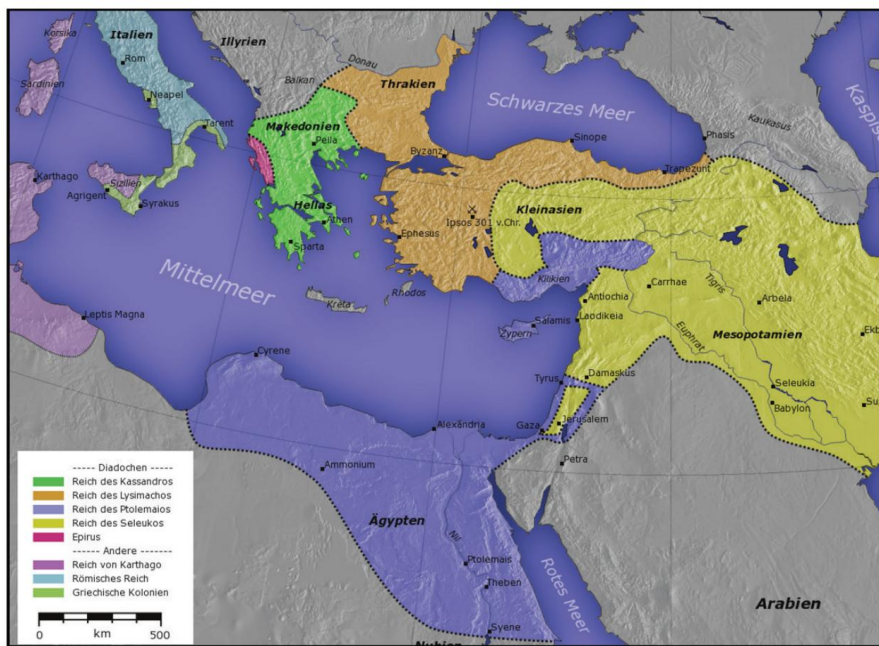 Korsika
Italien
Rom
Sardinien
Neapel
Tarent
Illyrien
Donau
Balkan
Thrakien
Schwarzes Meer
Kaukasus
Kaspis
Makedonien
Pella
Byzanz
Sinope
Phasis
Trapezunt
Karthago
Sizilien
Agrigent
Syrakus
Hellas
Athen
Sparta
Ephesus
Ipsos 301 v.Chr.
Kleinasien
Kilikien
Carrhae
Tigris
Arbela
Mittelmeer
Kreta
Rhodos
Antiochia
Laodikeia
Salamis
Zypern
Mesopotamien
Euphrat
Ekb
Leptis Magna
Cyrene
Tyrus
Damaskus
Seleukia
Babylon
Su
Alexandria
Gaza
Jerusalem
Petra
Ammonium
Ägypten
Nil
Ptolemais
Theben
Syene
Nubien
Rotes Meer
Arabien
----- Diadochen -----
Reich des Kassandros
Reich des Lysimachos
Reich des Ptolemaios
Reich des Seleukos
Epirus
----- Andere -----
Reich von Karthago
Römisches Reich
Griechische Kolonien
0 km 500